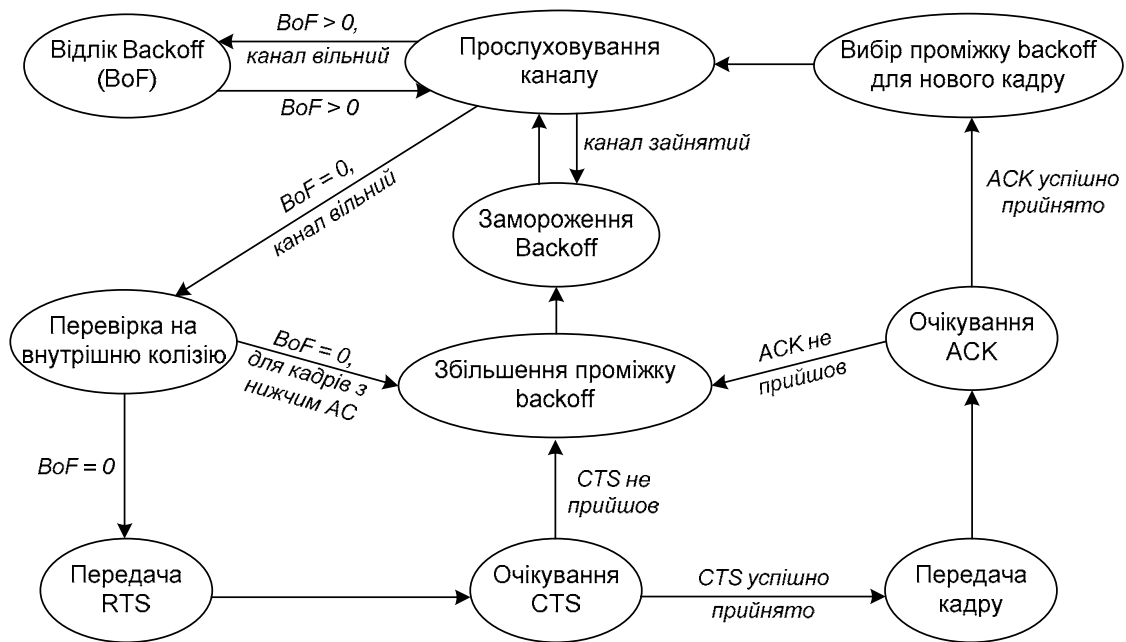 Відлік Backoff
(BoF)
BoF > 0,
канал вільний
BoF > 0
Прослуховування
каналу
Вибір проміжку backoff
для нового кадру
канал зайнятий
BoF = 0,
канал вільний
ACK успішно
прийнято
Замороження
Backoff
Перевірка на
внутрішню колізію
BoF = 0,
для кадрів з
нижчим АС
Збільшення проміжку
backoff
ACK не
прийшов
Очікування
ACK
BoF = 0
CTS не
прийшов
Передача
RTS
Очікування
CTS
CTS успішно
прийнято
Передача
кадру